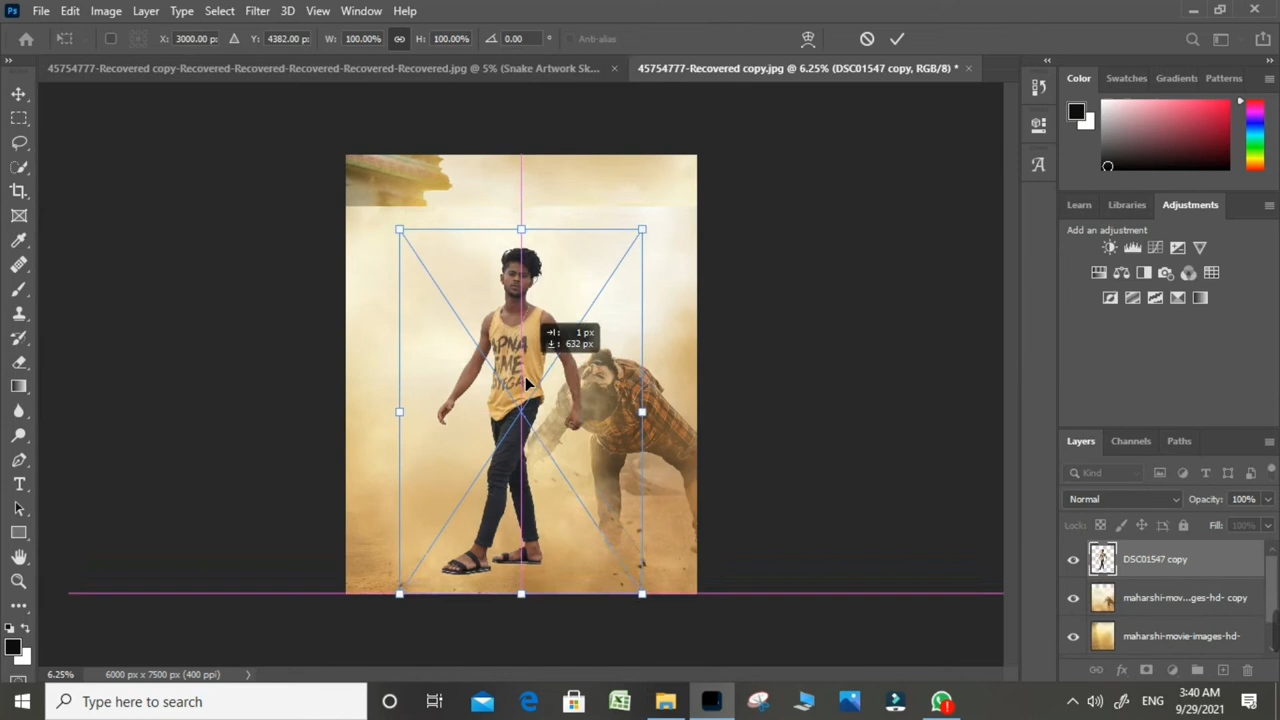 Ps File Edit Image Layer Type Select Filter 3D View Window Help
X: 3000.00 p: Y: 4382.00 p: W: 100.00% H: 100.00% 0.00 ° Anti-alias
45754777-Recovered copy-Recovered-Recovered-Recovered-Recovered-Recovered.jpg @ 5% (Snake Artwork Sk... × 45754777-Recovered copy.jpg @ 6.25% (DSC01547 copy, RGB/8) * ×
Color Swatches Gradients Patterns
Learn Libraries Adjustments
Add an adjustment
1 px
632 px
APNA
Layers Channels Paths
Kind
Normal Opacity: 100%
Locks: Fill: 100%
DSC01547 copy
maharshi-mov...ges-hd- copy
maharshi-movie-images-hd-
6.25% 6000 px x 7500 px (400 ppi)
Type here to search
ENG
3:40 AM
9/29/2021